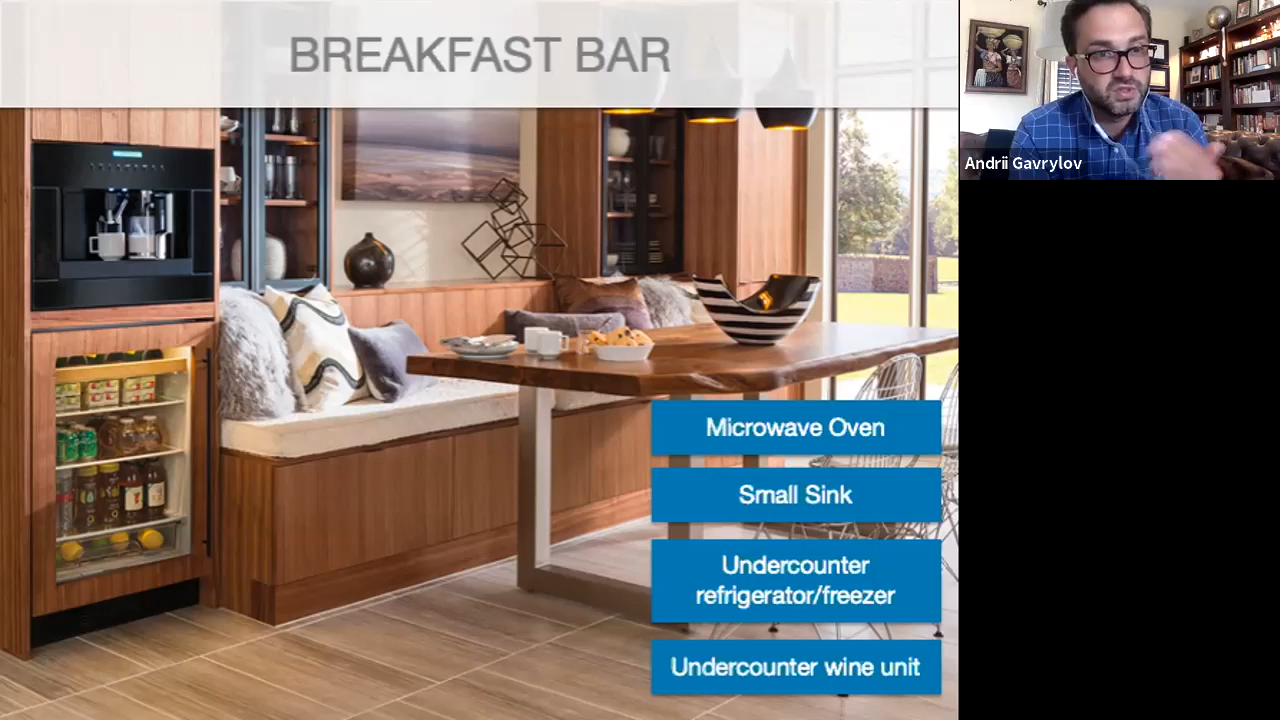 BREAKFAST BAR
Andrii Gavrylov
Microwave Oven
Small Sink
Undercounter
refrigerator/freezer
Undercounter wine unit